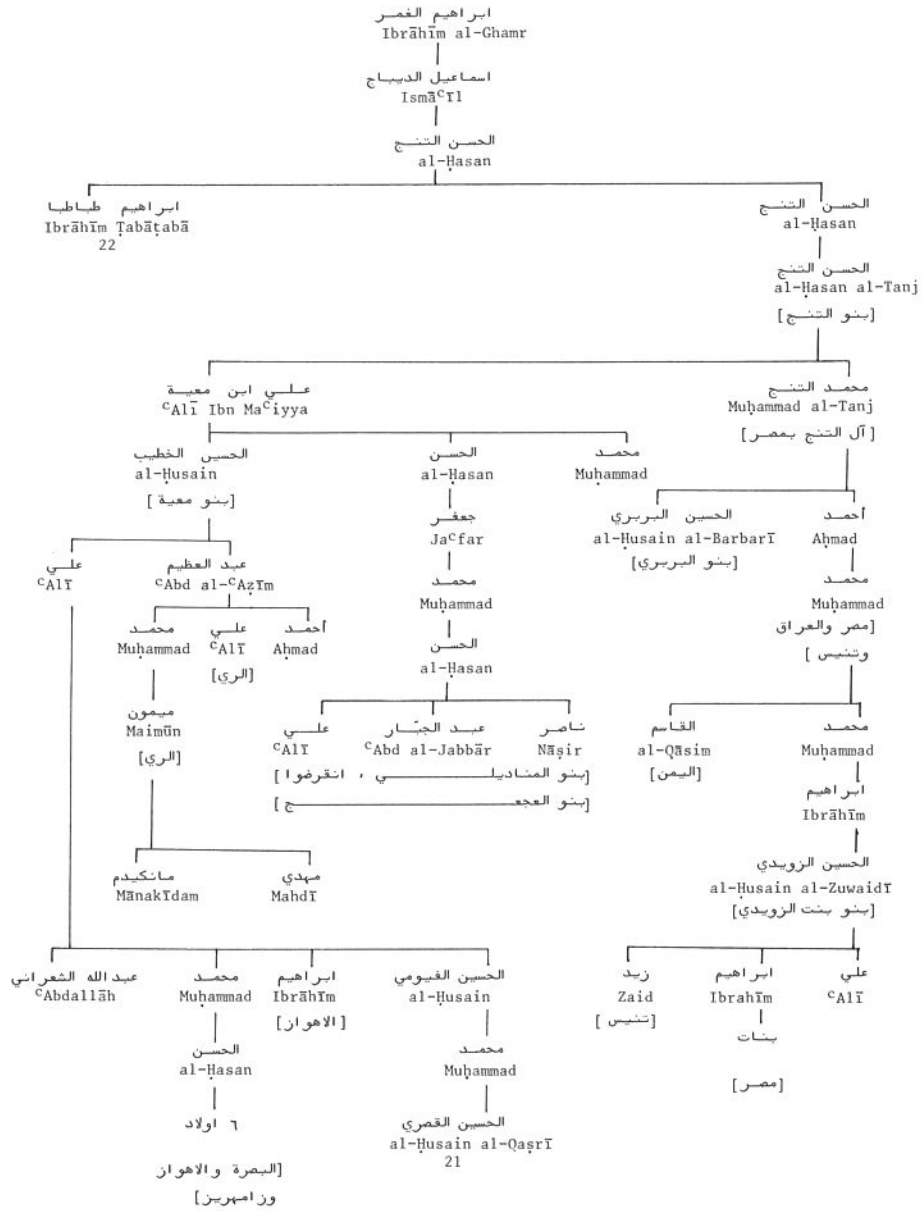 ابراهيم الغمر
Ibrāhīm al-Ghamr
اسماعيل الديباج
Ismāᶜīl
الحسن التنج
al-Ḥasan
ابراهيم طباطبا
Ibrāhīm Ṭabāṭabā
22
الحسن التنج
al-Ḥasan
الحسن التنج
al-Ḥasan al-Tanj
[بنو التنج]
علي ابن معية
ᶜAlī Ibn Maᶜiyya
محمد التنج
Muḥammad al-Tanj
[آل التنج بمصر]
الحسين الخطيب
al-Ḥusain
[بنو معية]
الحسن
al-Ḥasan
محمد
Muḥammad
جعفر
Jaᶜfar
الحسين البربري
al-Ḥusain al-Barbarī
[بنو البربري]
أحمد
Aḥmad
علي
ᶜAlī
عبد العظيم
ᶜAbd al-ᶜAẓīm
محمد
Muḥammad
محمد
Muḥammad
[مصر والعراق
وتنيس]
محمد
Muḥammad
علي
ᶜAlī
[الري]
أحمد
Aḥmad
الحسن
al-Ḥasan
ميمون
Maimūn
[الري]
علي
ᶜAlī
عبد الجبّار
ᶜAbd al-Jabbār
ناصر
Nāṣir
[بنو المناديلي ، انقرضوا]
[بنو العجعج]
القاسم
al-Qāsim
[اليمن]
محمد
Muḥammad
ابراهيم
Ibrāhīm
مانكيدم
Mānakīdam
مهدي
Mahdī
الحسين الزويدي
al-Ḥusain al-Zuwaidī
[بنو بنت الزويدي]
عبدالله الشعراني
ᶜAbdallāh
محمد
Muḥammad
ابراهيم
Ibrāhīm
[الاهواز]
الحسين الفيومي
al-Ḥusain
زيد
Zaid
[تنيس]
ابراهيم
Ibrahīm
علي
ᶜAlī
بنات
[مصر]
الحسن
al-Ḥasan
محمد
Muḥammad
٦ اولاد
الحسين القصري
al-Ḥusain al-Qaṣrī
21
[البصرة والاهواز
وزامهريز]